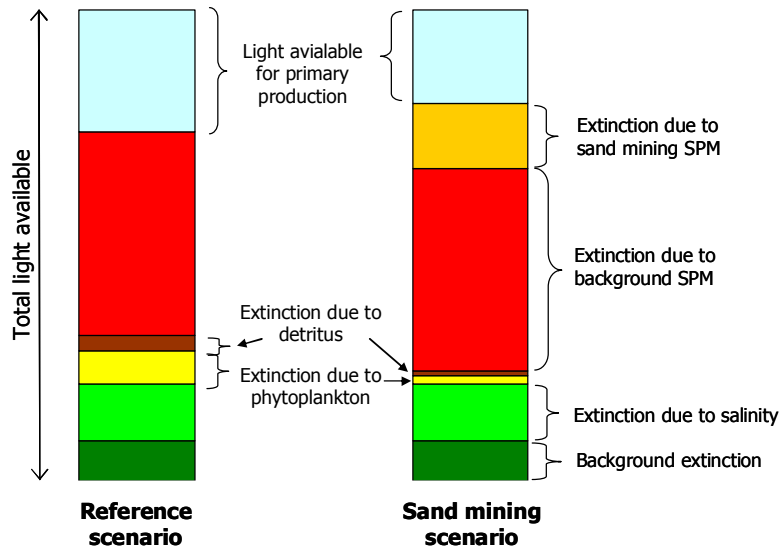 Total light available
Light avialable
for primary
production
Extinction due to
sand mining SPM
Extinction due to
background SPM
Extinction due to
detritus
Extinction due to
phytoplankton
Extinction due to salinity
Background extinction
Reference
scenario
Sand mining
scenario